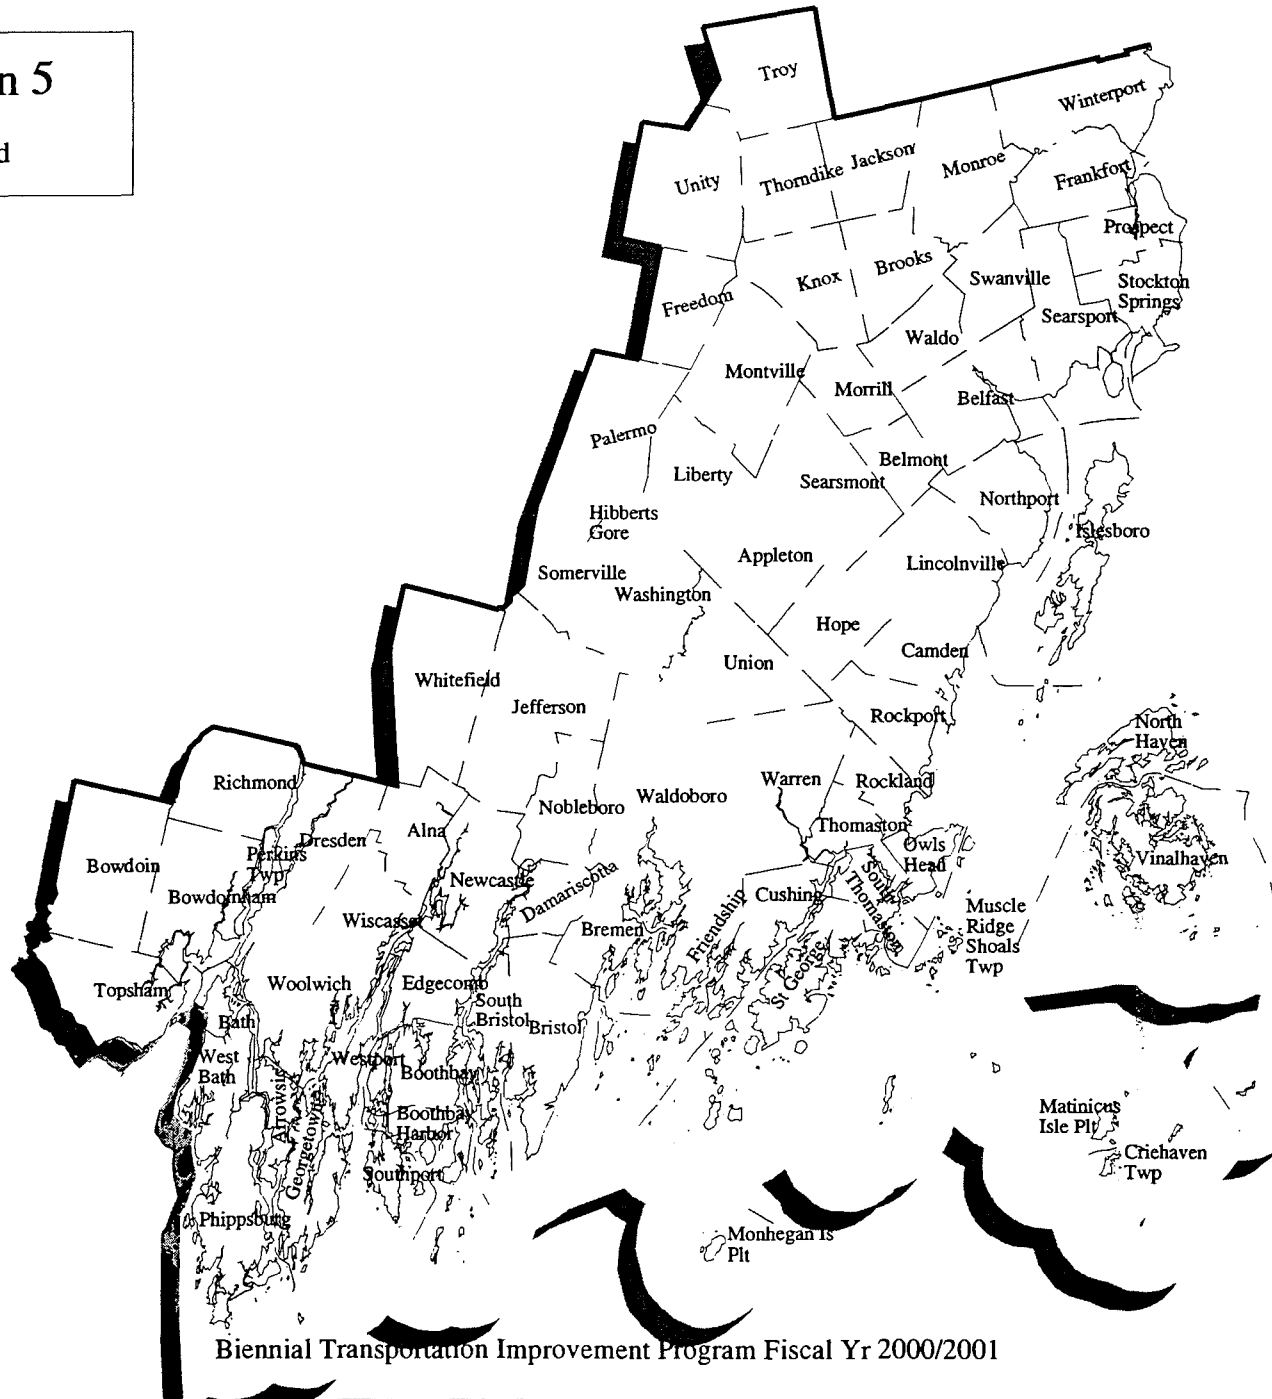 n 5
d
Troy
Winterport
Unity
Thorndike
Jackson
Monroe
Frankfort
Prospect
Freedom
Knox
Brooks
Swanville
Stockton
Springs
Searsport
Waldo
Montville
Morrill
Belfast
Palermo
Liberty
Searsmont
Belmont
Northport
Hibberts
Gore
Islesboro
Somerville
Washington
Appleton
Lincolnville
Hope
Camden
Union
Whitefield
Jefferson
Rockport
North
Haven
Richmond
Nobleboro
Waldoboro
Warren
Rockland
Dresden
Alna
Thomaston
Owls
Head
Perkins
Twp
Bowdoin
Bowdoinham
Newcastle
Damariscotta
Vinalhaven
Wiscasset
Bremen
Friendship
Cushing
South
Thomaston
St George
Muscle
Ridge
Shoals
Twp
Topsham
Woolwich
Edgecomb
South
Bristol
Bristol
Bath
West
Bath
Westport
Boothbay
Arrowsic
Georgetown
Boothbay
Harbor
Southport
Phippsburg
Matinicus
Isle Plt
Criehaven
Twp
Monhegan Is
Plt
Biennial Transportation Improvement Program Fiscal Yr 2000/2001